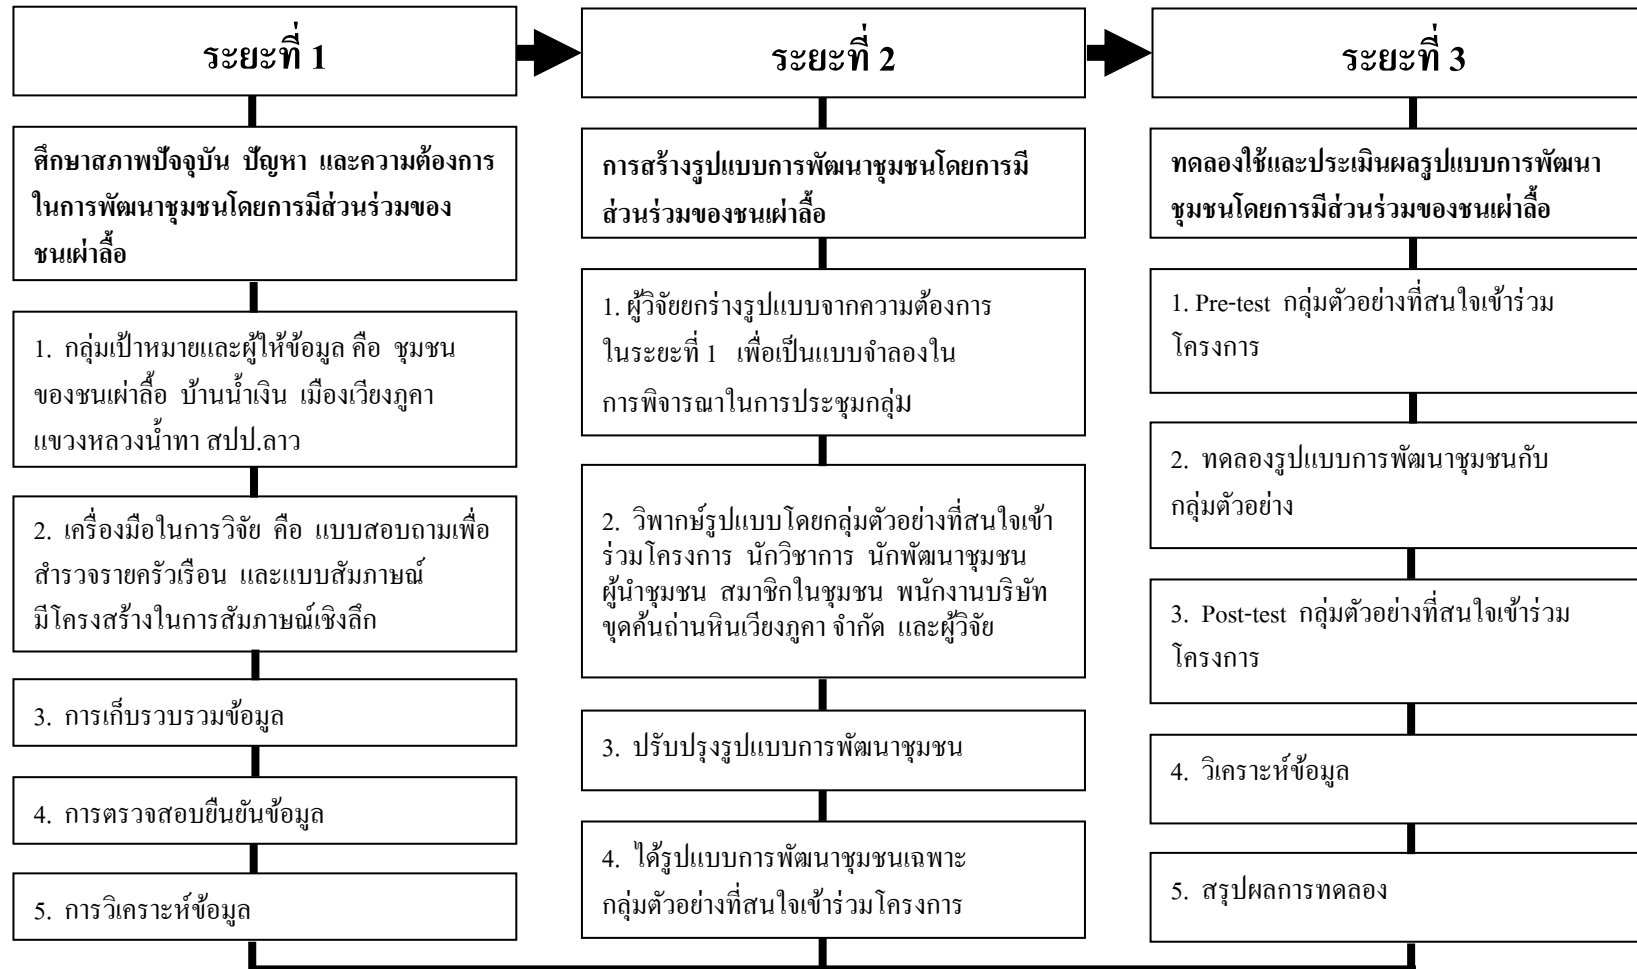 ระยะที่ 1
ศึกษาสภาพปัจจุบัน ปัญหา และความต้องการ
ในการพัฒนาชุมชนโดยการมีส่วนร่วมของ
ชนเผ่าลื้อ
1. กลุ่มเป้าหมายและผู้ให้ข้อมูล คือ ชุมชน
ของชนเผ่าลื้อ บ้านน้ำเงิน เมืองเวียงภูคา
แขวงหลวงน้ำทา สปป.ลาว
2. เครื่องมือในการวิจัย คือ แบบสอบถามเพื่อ
สำรวจรายครัวเรือน และแบบสัมภาษณ์
มีโครงสร้างในการสัมภาษณ์เชิงลึก
3. การเก็บรวบรวมข้อมูล
4. การตรวจสอบยืนยันข้อมูล
5. การวิเคราะห์ข้อมูล
ระยะที่ 2
การสร้างรูปแบบการพัฒนาชุมชนโดยการมี
ส่วนร่วมของชนเผ่าลื้อ
1. ผู้วิจัยยกร่างรูปแบบจากความต้องการ
ในระยะที่ 1 เพื่อเป็นแบบจำลองใน
การพิจารณาในการประชุมกลุ่ม
2. วิพากษ์รูปแบบโดยกลุ่มตัวอย่างที่สนใจเข้า
ร่วมโครงการ นักวิชาการ นักพัฒนาชุมชน
ผู้นำชุมชน สมาชิกในชุมชน พนักงานบริษัท
ขุดค้นถ่านหินเวียงภูคา จำกัด และผู้วิจัย
3. ปรับปรุงรูปแบบการพัฒนาชุมชน
4. ได้รูปแบบการพัฒนาชุมชนเฉพาะ
กลุ่มตัวอย่างที่สนใจเข้าร่วมโครงการ
ระยะที่ 3
ทดลองใช้และประเมินผลรูปแบบการพัฒนา
ชุมชนโดยการมีส่วนร่วมของชนเผ่าลื้อ
1. Pre-test กลุ่มตัวอย่างที่สนใจเข้าร่วม
โครงการ
2. ทดลองรูปแบบการพัฒนาชุมชนกับ
กลุ่มตัวอย่าง
3. Post-test กลุ่มตัวอย่างที่สนใจเข้าร่วม
โครงการ
4. วิเคราะห์ข้อมูล
5. สรุปผลการทดลอง